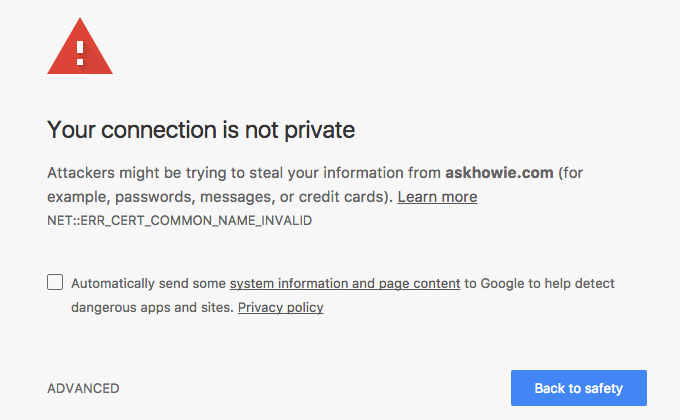 Your connection is not private
Attackers might be trying to steal your information from askhowie.com (for
example, passwords, messages, or credit cards). Learn more
NET::ERR_CERT_COMMON_NAME_INVALID
Automatically send some system information and page content to Google to help detect
dangerous apps and sites. Privacy policy
ADVANCED
Back to safety